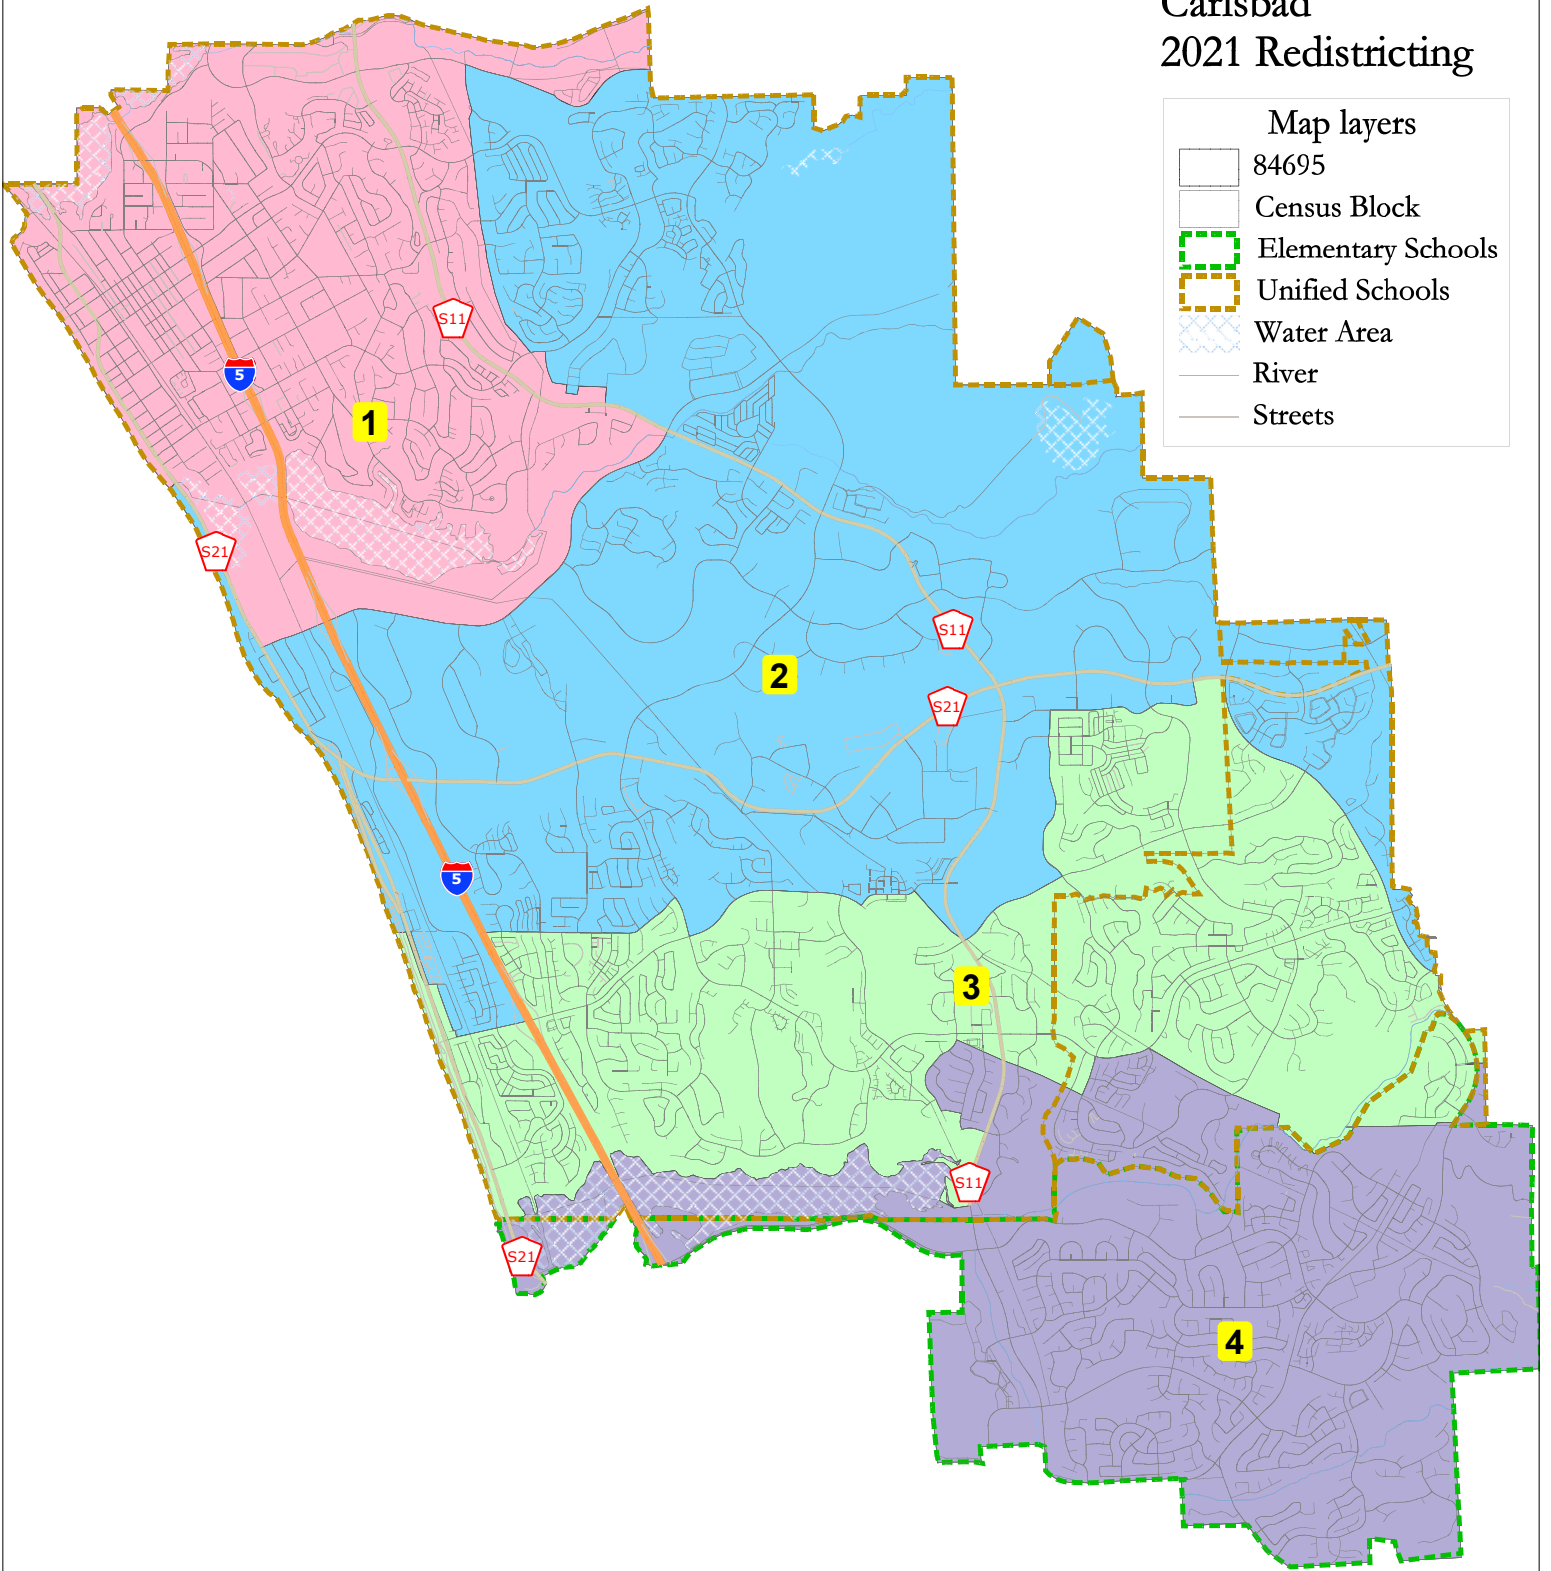 Carlsbad
2021 Redistricting
Map layers
84695
Census Block
Elementary Schools
Unified Schools
Water Area
River
Streets
S11
5
1
S21
S11
2
S21
5
3
S11
S21
4